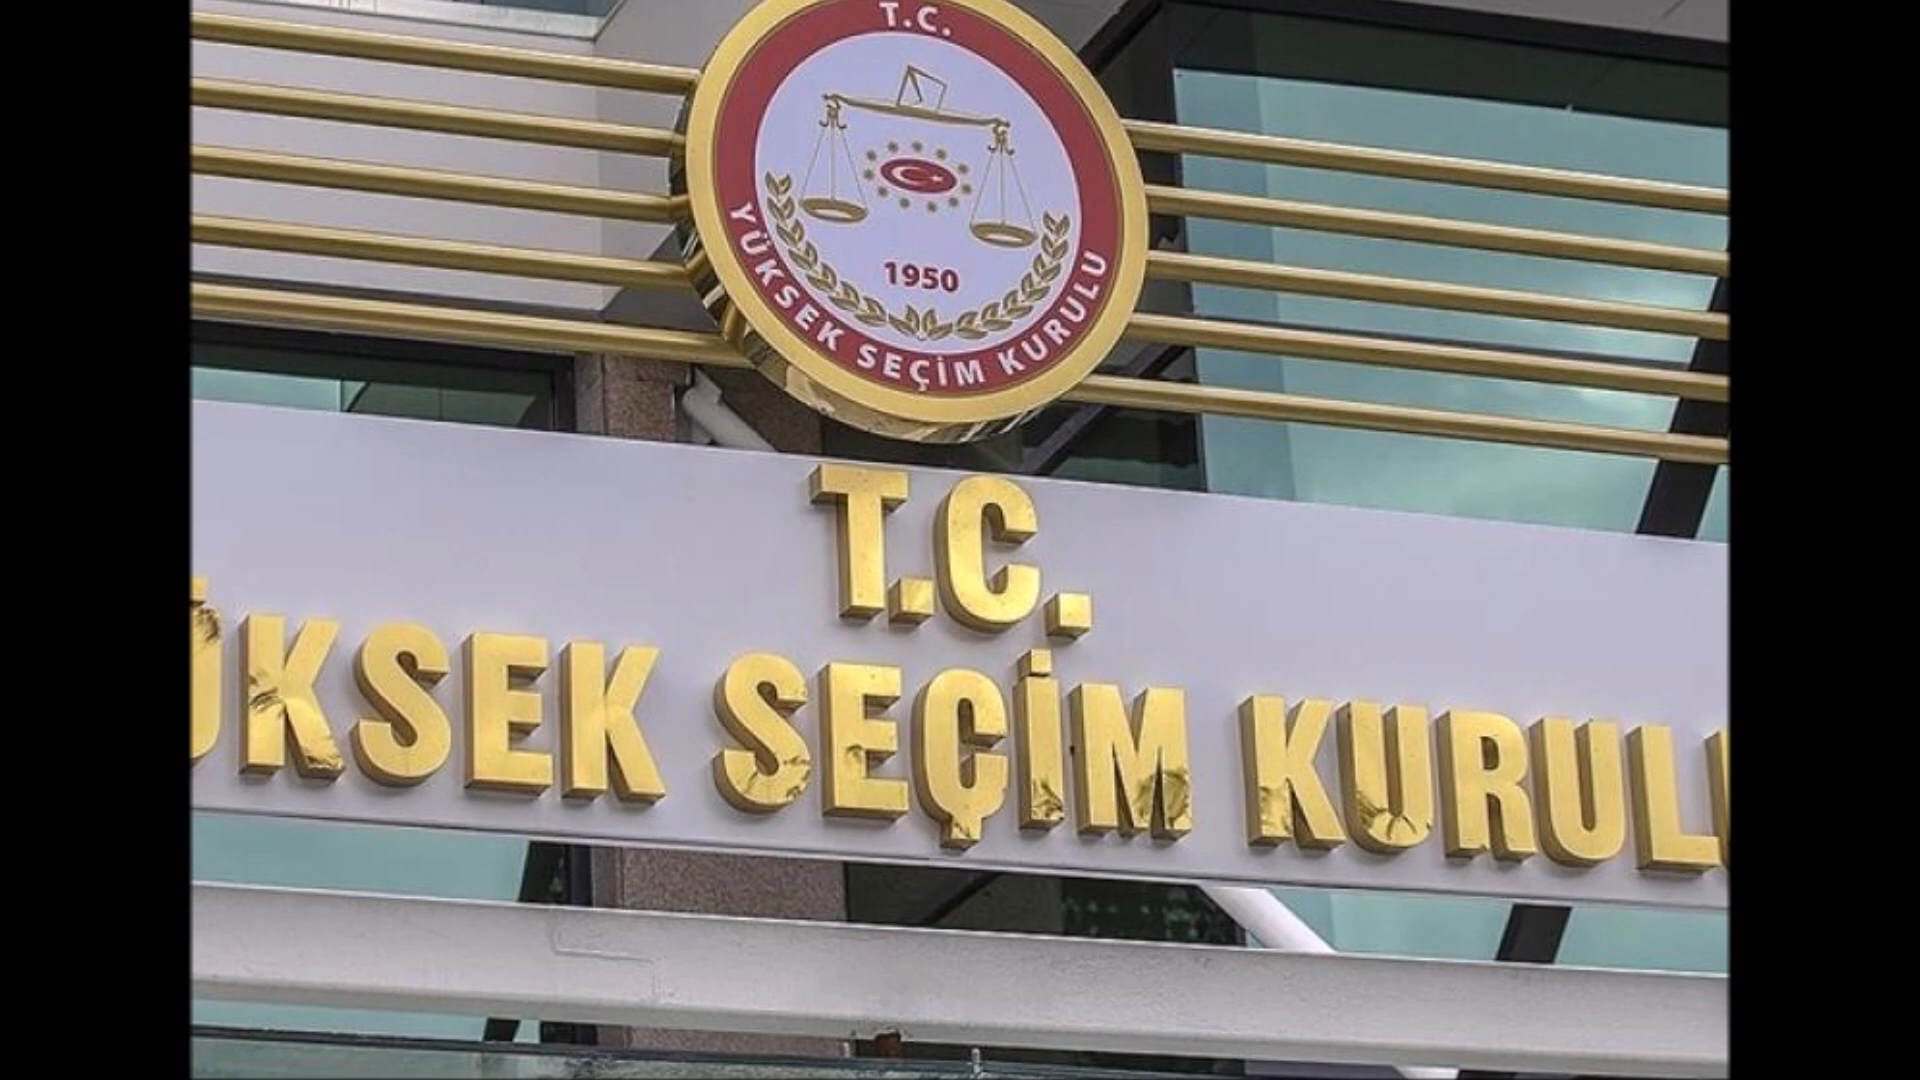 T.C.
1950
YÜKSEK SEÇİM KURULU
T.C.
ÜKSEK SEÇİM KURUL